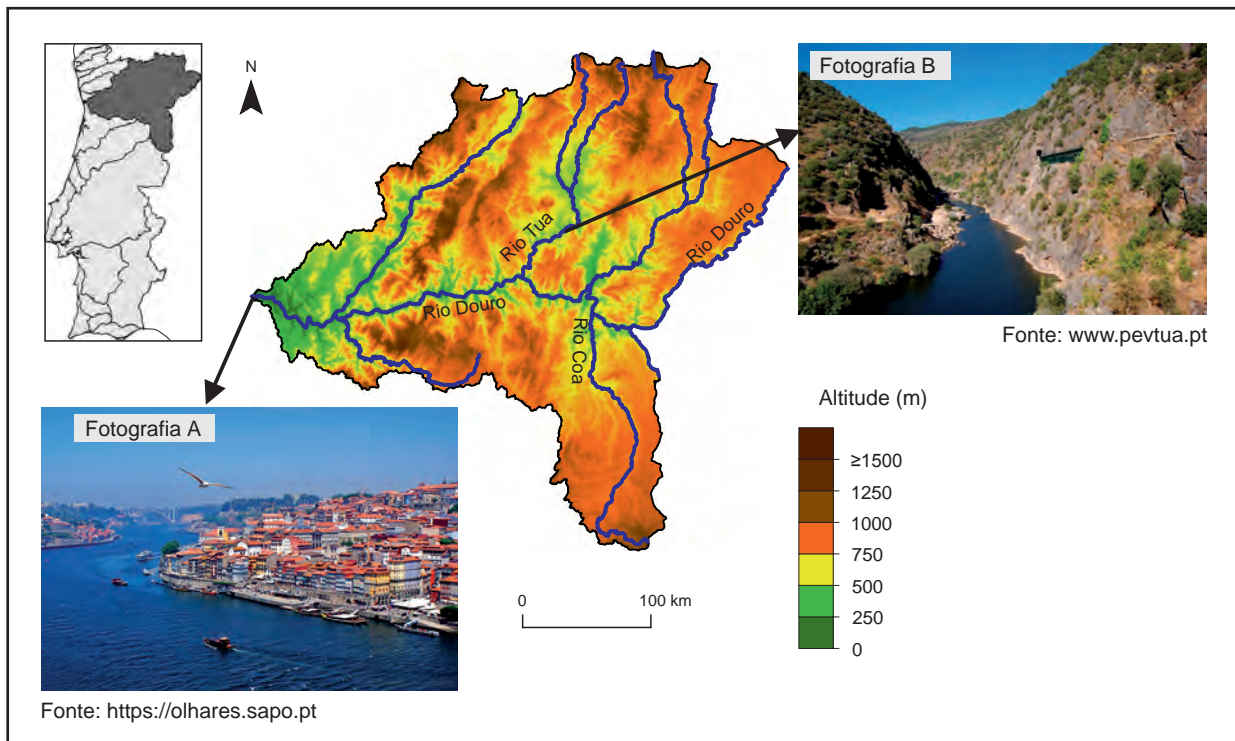 N
Fotografia B
Rio Tua
Rio Douro
Rio Douro
Rio Coa
Fonte: www.pevtua.pt
Fotografia A
Altitude (m)
≥1500
1250
1000
750
500
250
0
0 100 km
Fonte: https://olhares.sapo.pt